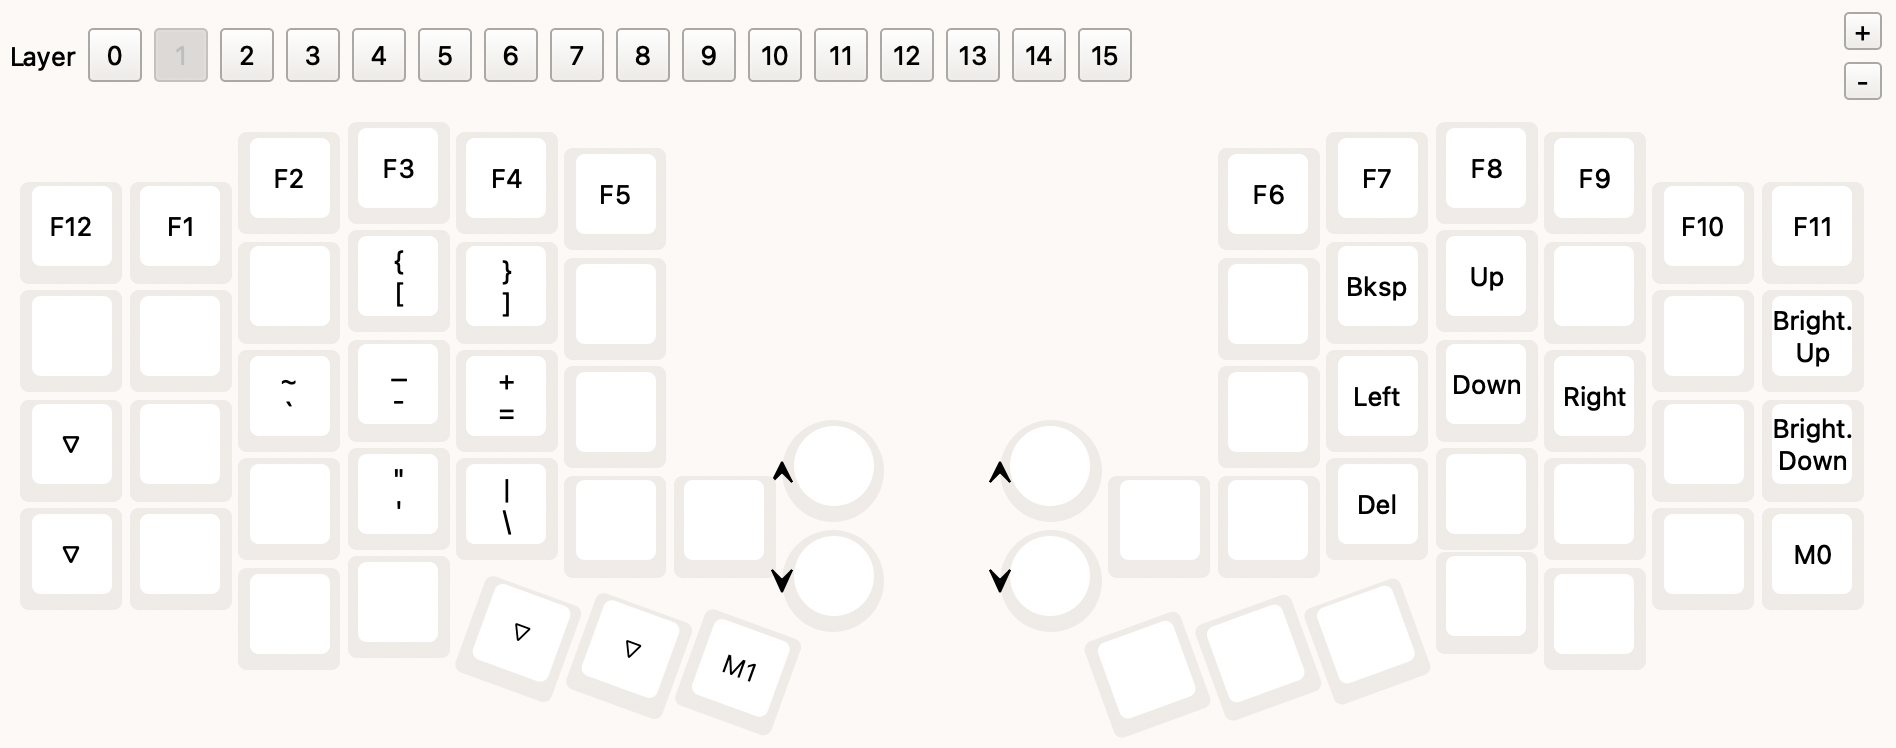 Layer 0 1 2 3 4 5 6 7 8 9 10 11 12 13 14 15
+
-
F12 F1 F2 F3 F4 F5
F6 F7 F8 F9 F10 F11
{ }
[ ]
Bksp Up
Bright.
Up
~ _ +
` - =
Left Down Right
Bright.
Down
▽
" |
' \
Del
▽
M0
▽ ▽ M1